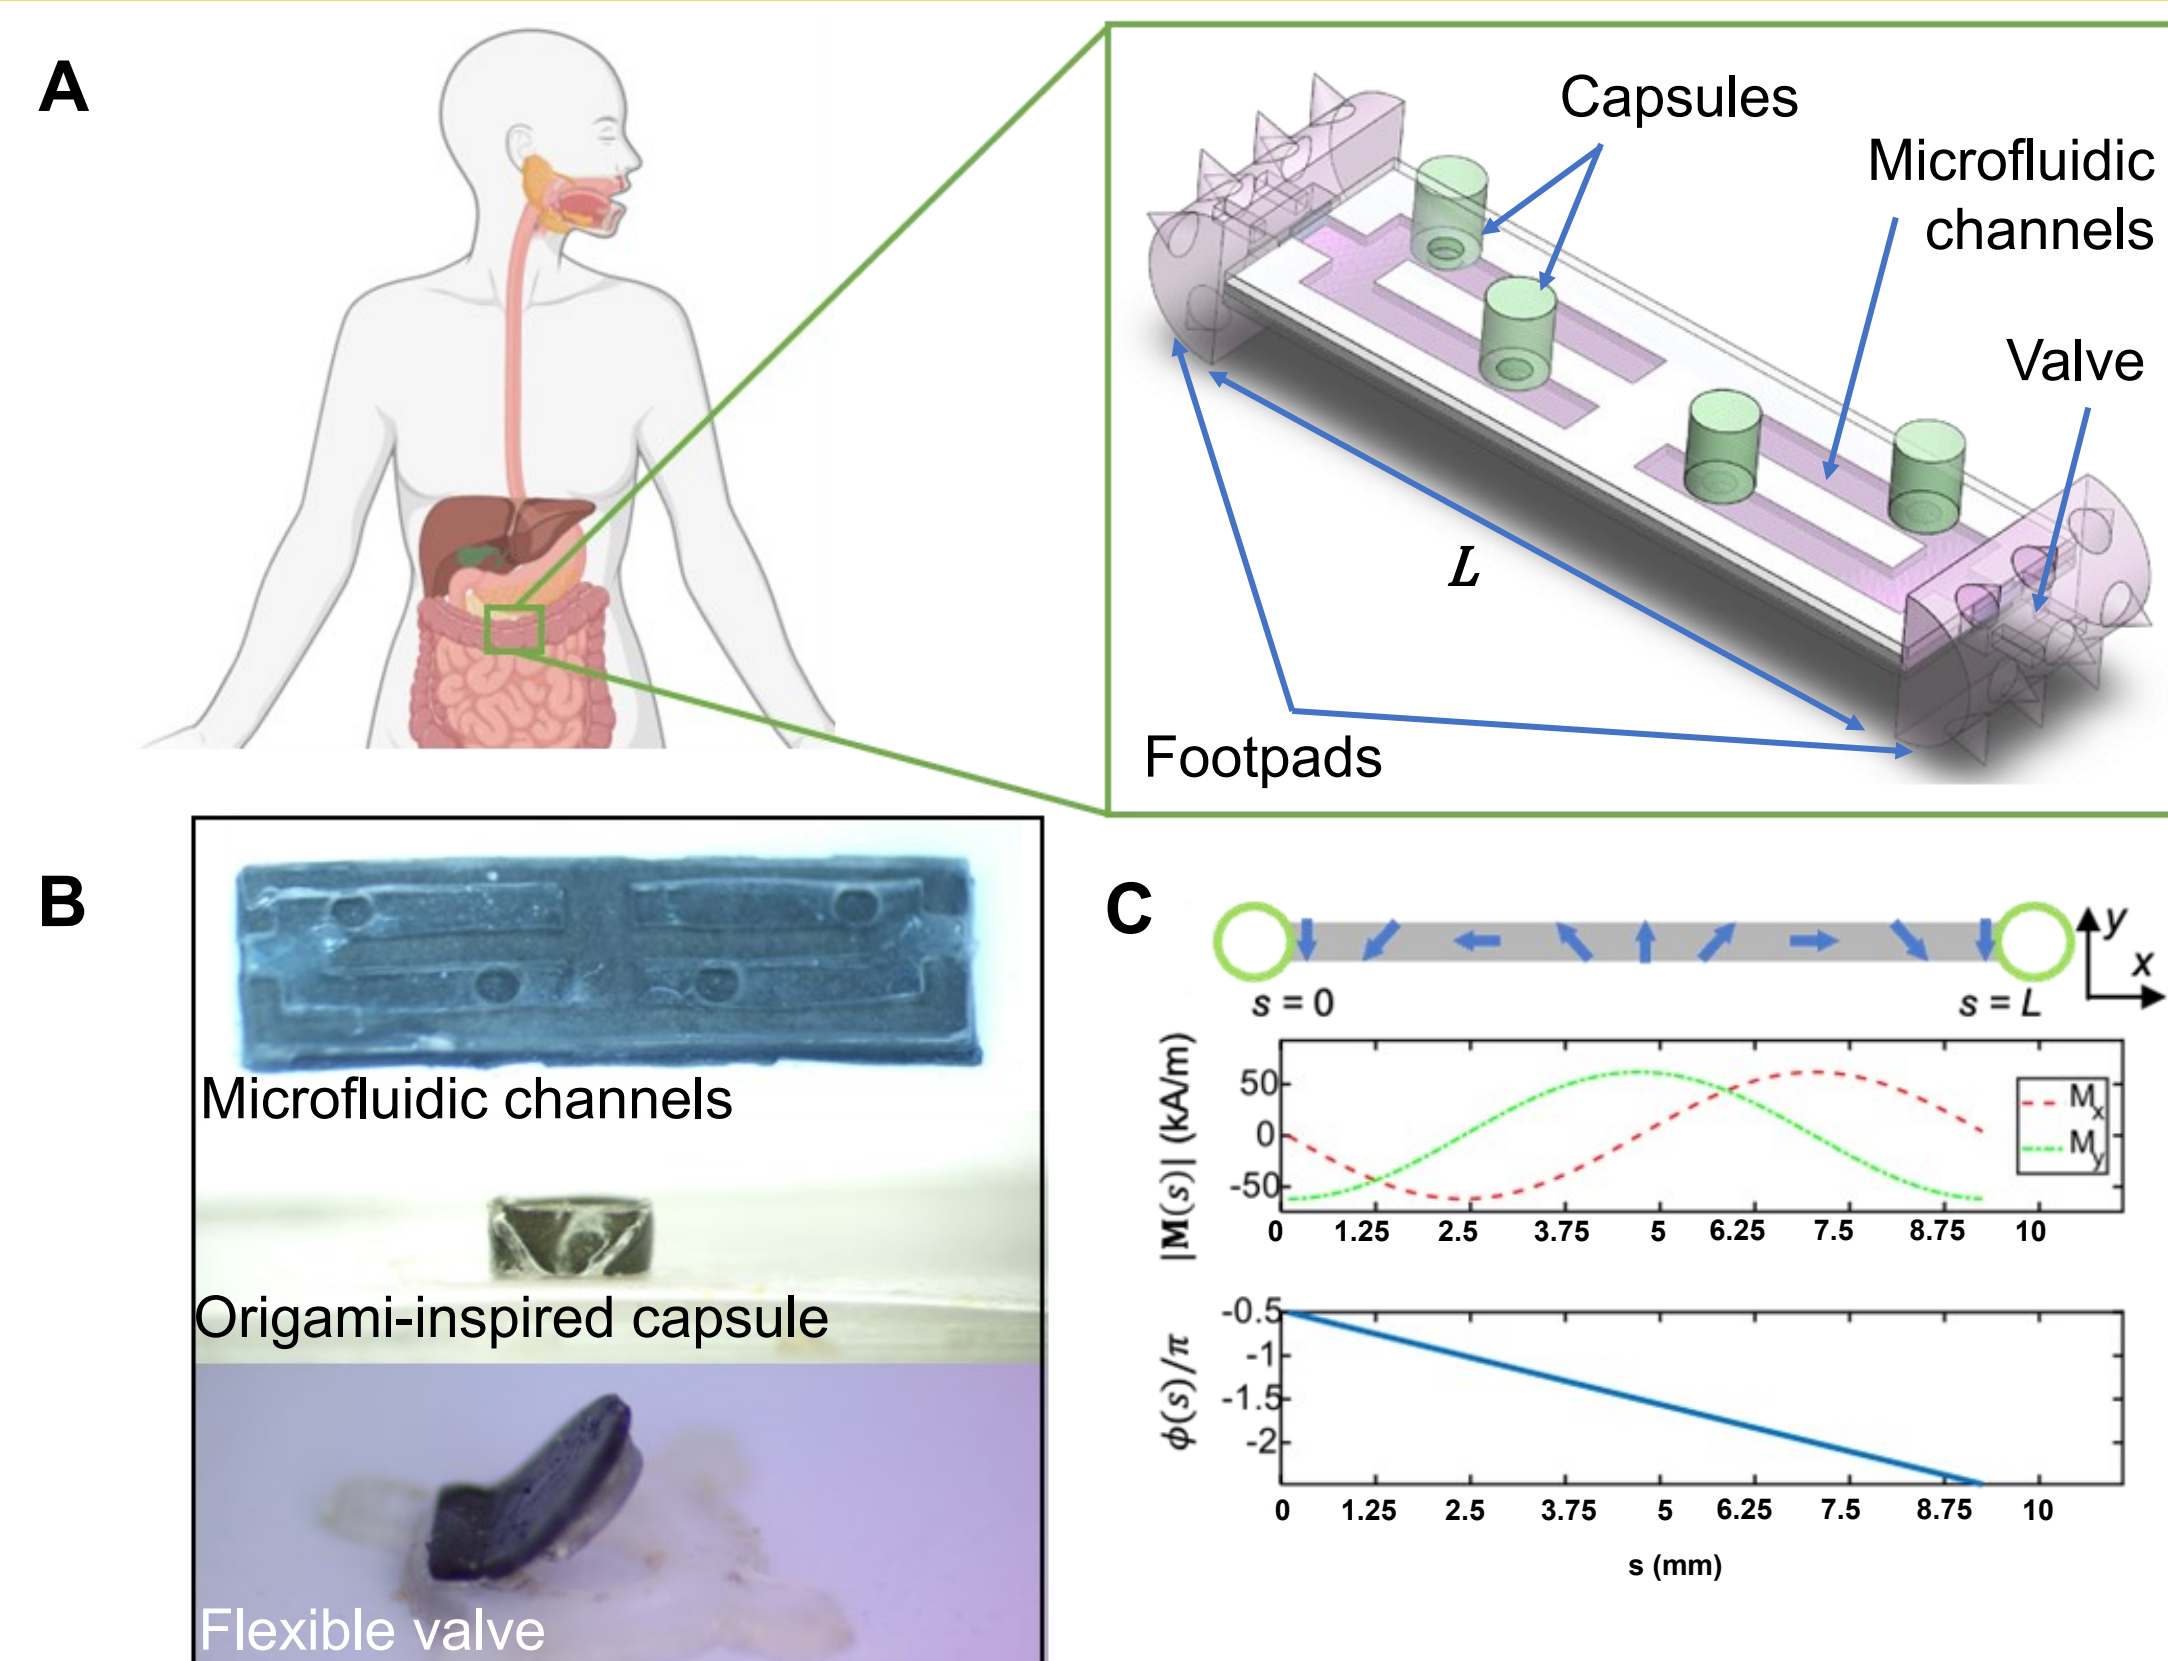 A
Capsules
Microfluidic
channels
Valve
L
Footpads
B
Microfluidic channels
Origami-inspired capsule
Flexible valve
C
y
x
s = 0
s = L
|M(s)| (kA/m)
50
0
-50
M_x
M_y
0 1.25 2.5 3.75 5 6.25 7.5 8.75 10
ϕ(s)/π
-0.5
-1
-1.5
-2
0 1.25 2.5 3.75 5 6.25 7.5 8.75 10
s (mm)